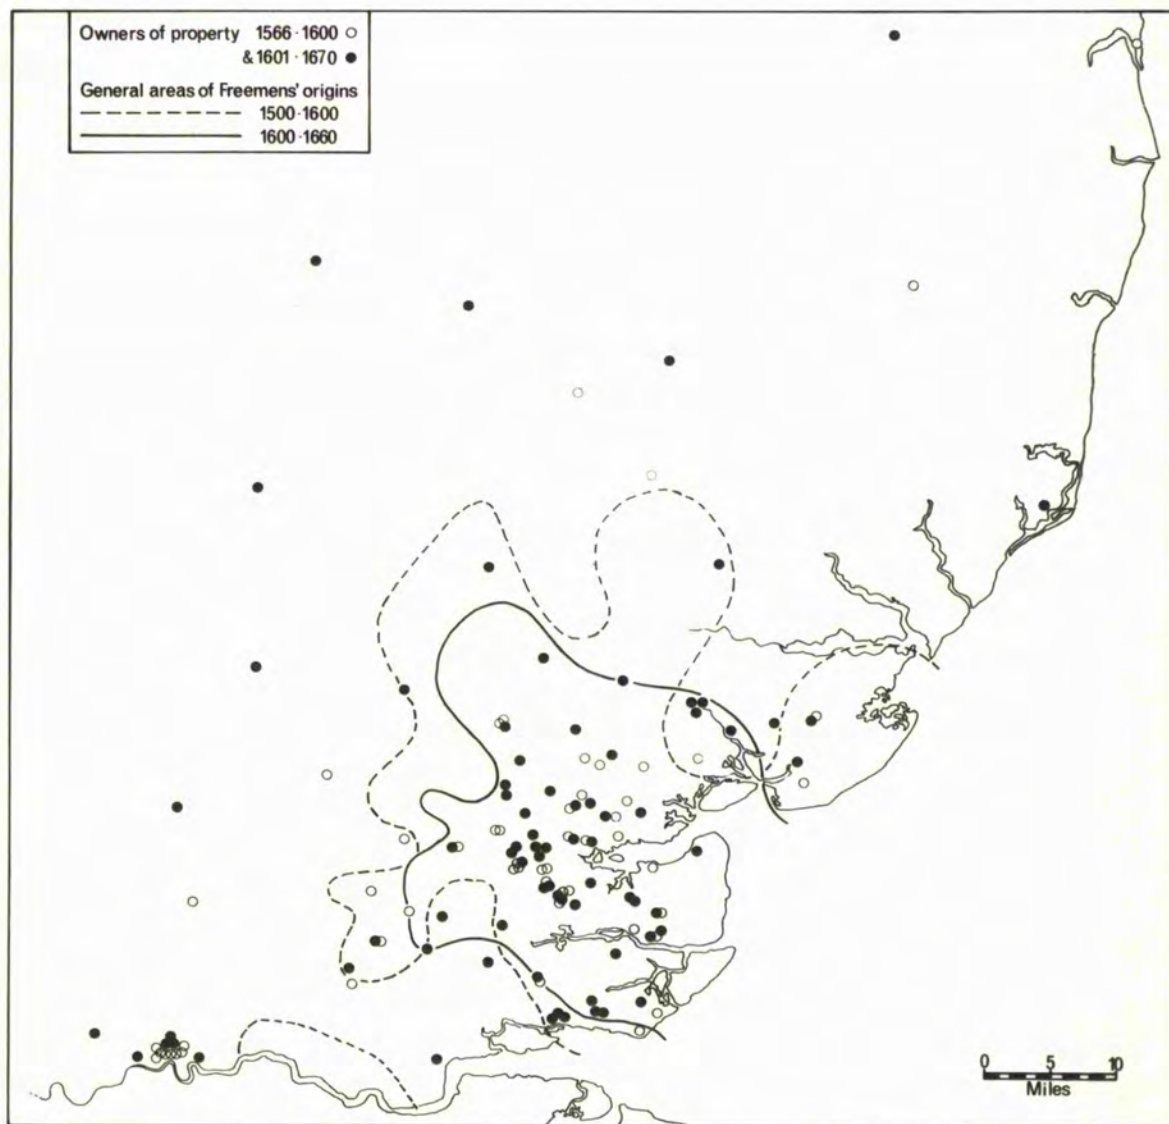 Owners of property 1566·1600 ○
& 1601·1670 ●
General areas of Freemens' origins
1500·1600
1600·1660
0 5 10
Miles